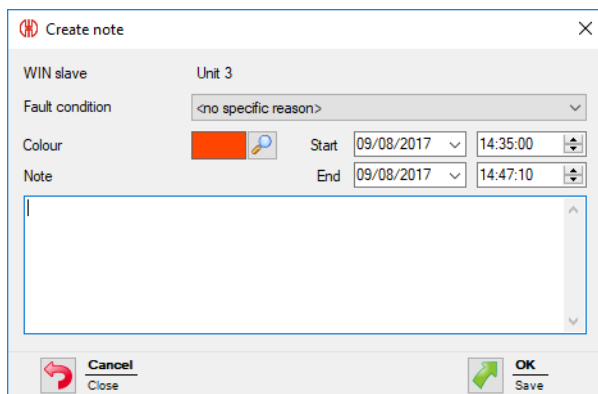 Create note
WIN slave Unit 3
Fault condition <no specific reason>
Colour Start 09/08/2017 14:35:00
Note End 09/08/2017 14:47:10
Cancel OK
Close Save